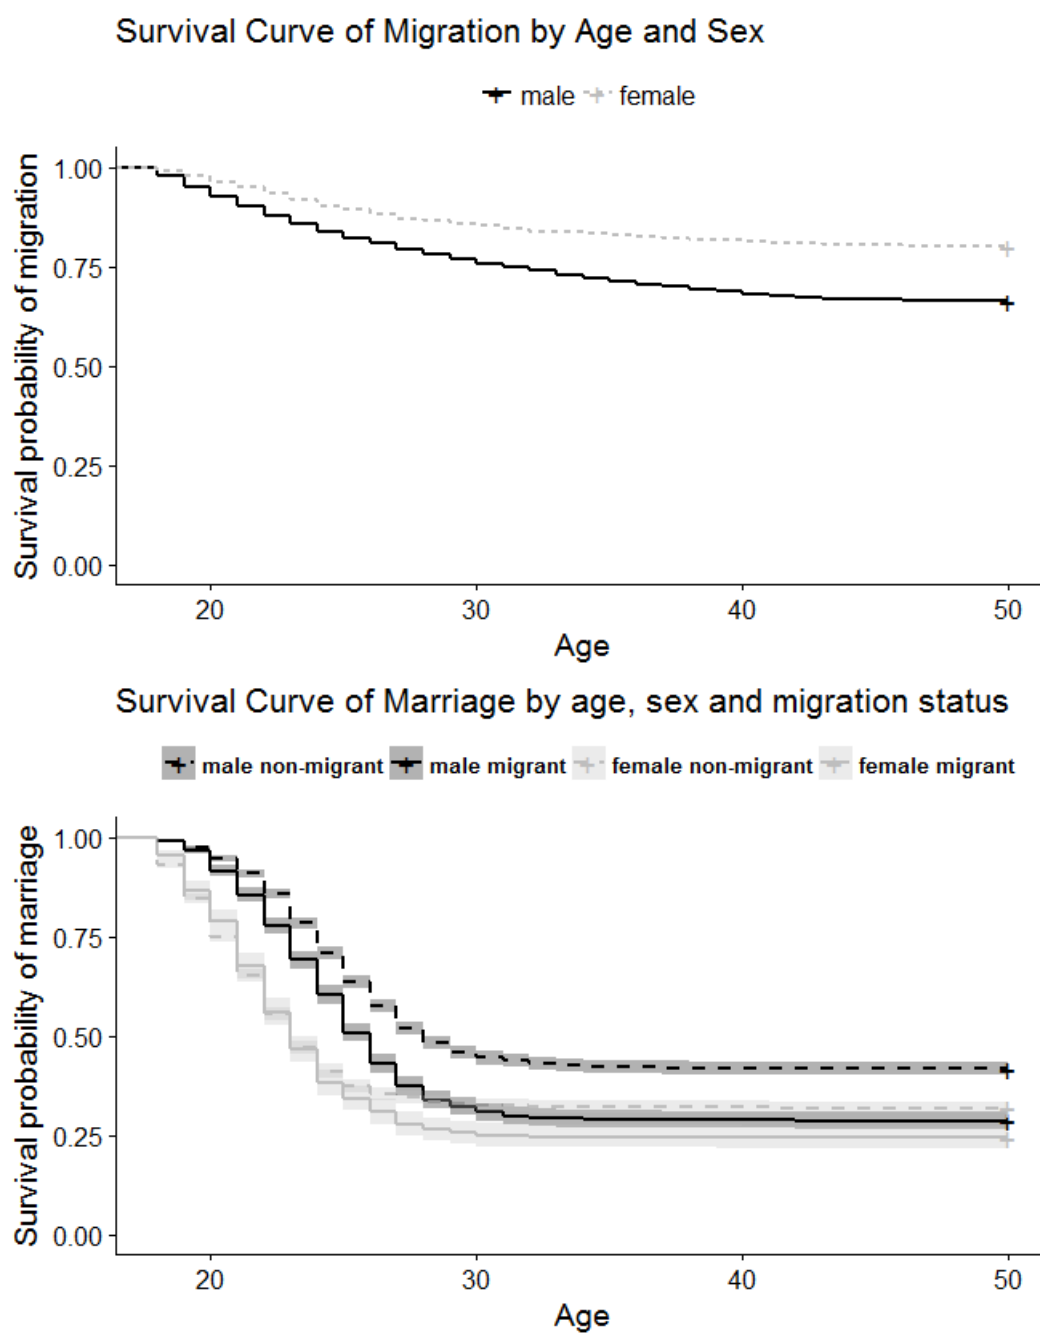 Survival Curve of Migration by Age and Sex
male female
Survival probability of migration
1.00
0.75
0.50
0.25
0.00
20 30 40 50
Age
Survival Curve of Marriage by age, sex and migration status
male non-migrant male migrant female non-migrant female migrant
Survival probability of marriage
1.00
0.75
0.50
0.25
0.00
20 30 40 50
Age